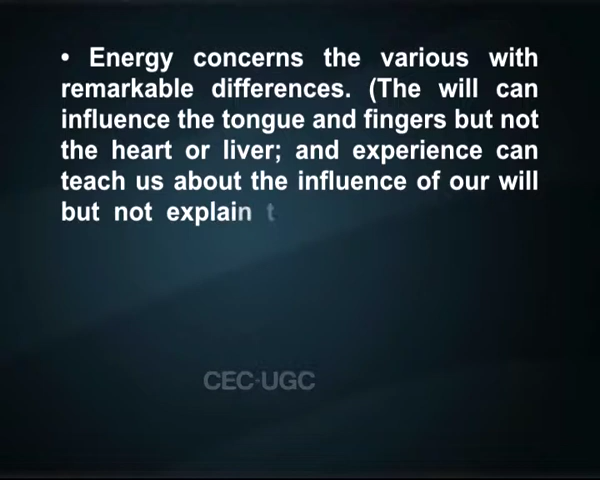 • Energy concerns the various with
remarkable differences. (The will can
influence the tongue and fingers but not
the heart or liver; and experience can
teach us about the influence of our will
but not explain t
CEC-UGC